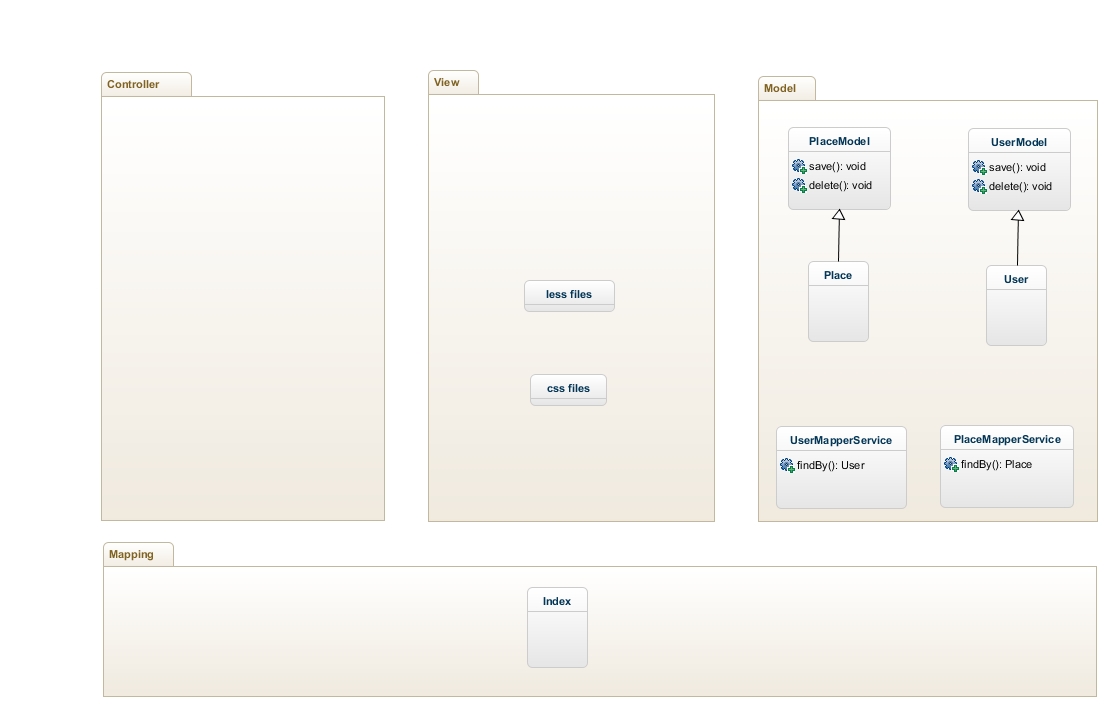 Controller
View
less files
css files
Model
PlaceModel
save(): void
delete(): void
UserModel
save(): void
delete(): void
Place
User
UserMapperService
findBy(): User
PlaceMapperService
findBy(): Place
Mapping
Index